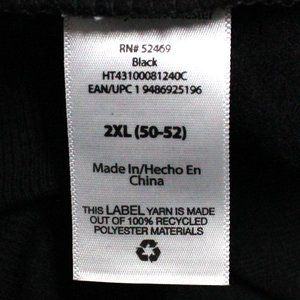 RN# 52469
Black
HT43100081240C
EAN/UPC 1 9486925196
2XL (50-52)
Made In/Hecho En
China
THIS LABEL YARN IS MADE
OUT OF 100% RECYCLED
POLYESTER MATERIALS